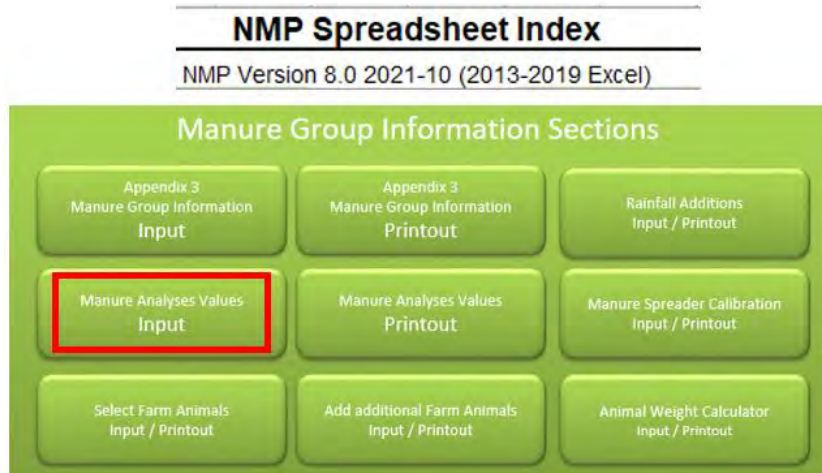 NMP Spreadsheet Index
NMP Version 8.0 2021-10 (2013-2019 Excel)
Manure Group Information Sections
Appendix 3
Manure Group Information
Input
Appendix 3
Manure Group Information
Printout
Rainfall Additions
Input / Printout
Manure Analyses Values
Input
Manure Analyses Values
Printout
Manure Spreader Calibration
Input / Printout
Select Farm Animals
Input / Printout
Add additional Farm Animals
Input / Printout
Animal Weight Calculator
Input / Printout